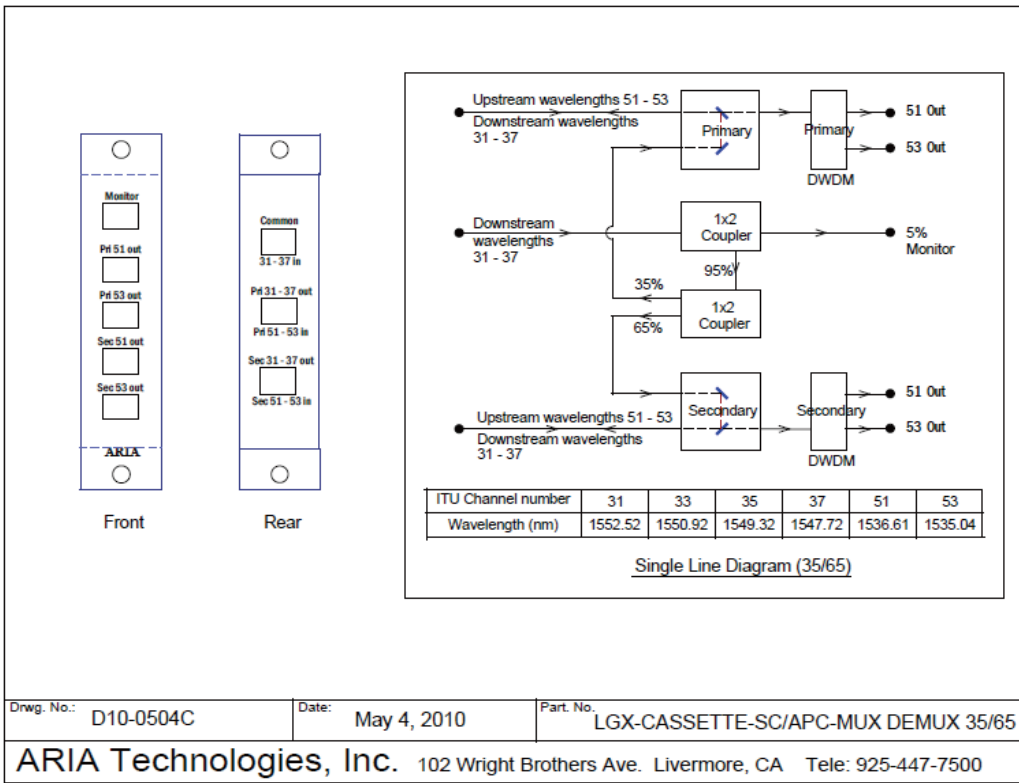 Monitor
Pri 51 out
Pri 53 out
Sec 51 out
Sec 53 out
ARIA
Front
Common
31 - 37 in
Pri 31 - 37 out
Pri 51 - 53 in
Sec 31 - 37 out
Sec 51 - 53 in
Rear
Upstream wavelengths 51 - 53
Downstream wavelengths
31 - 37
Primary
Primary
DWDM
51 Out
53 Out
Downstream
wavelengths
31 - 37
1x2
Coupler
5%
Monitor
95%
35%
65%
1x2
Coupler
Secondary
Secondary
DWDM
51 Out
53 Out
Upstream wavelengths 51 - 53
Downstream wavelengths
31 - 37
ITU Channel number 31 33 35 37 51 53
Wavelength (nm) 1552.52 1550.92 1549.32 1547.72 1536.61 1535.04
Single Line Diagram (35/65)
Drwg. No.: D10-0504C Date: May 4, 2010 Part. No. LGX-CASSETTE-SC/APC-MUX DEMUX 35/65
ARIA Technologies, Inc. 102 Wright Brothers Ave. Livermore, CA Tele: 925-447-7500